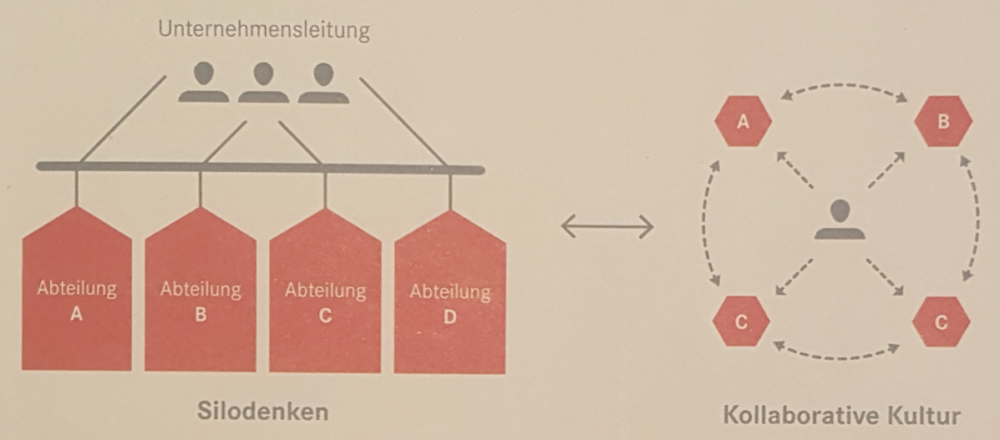 Unternehmensleitung
Abteilung
A
Abteilung
B
Abteilung
C
Abteilung
D
Silodenken
A
B
C
C
Kollaborative Kultur